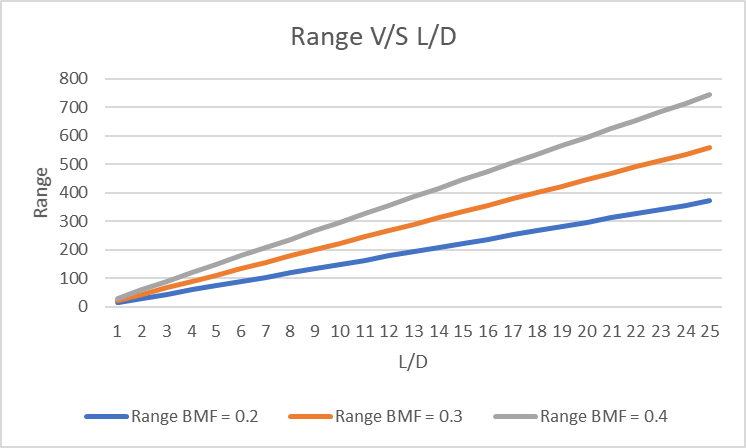 Range V/S L/D
800
700
600
500
400
300
200
100
0
Range
1 2 3 4 5 6 7 8 9 10 11 12 13 14 15 16 17 18 19 20 21 22 23 24 25
L/D
Range BMF = 0.2 Range BMF = 0.3 Range BMF = 0.4